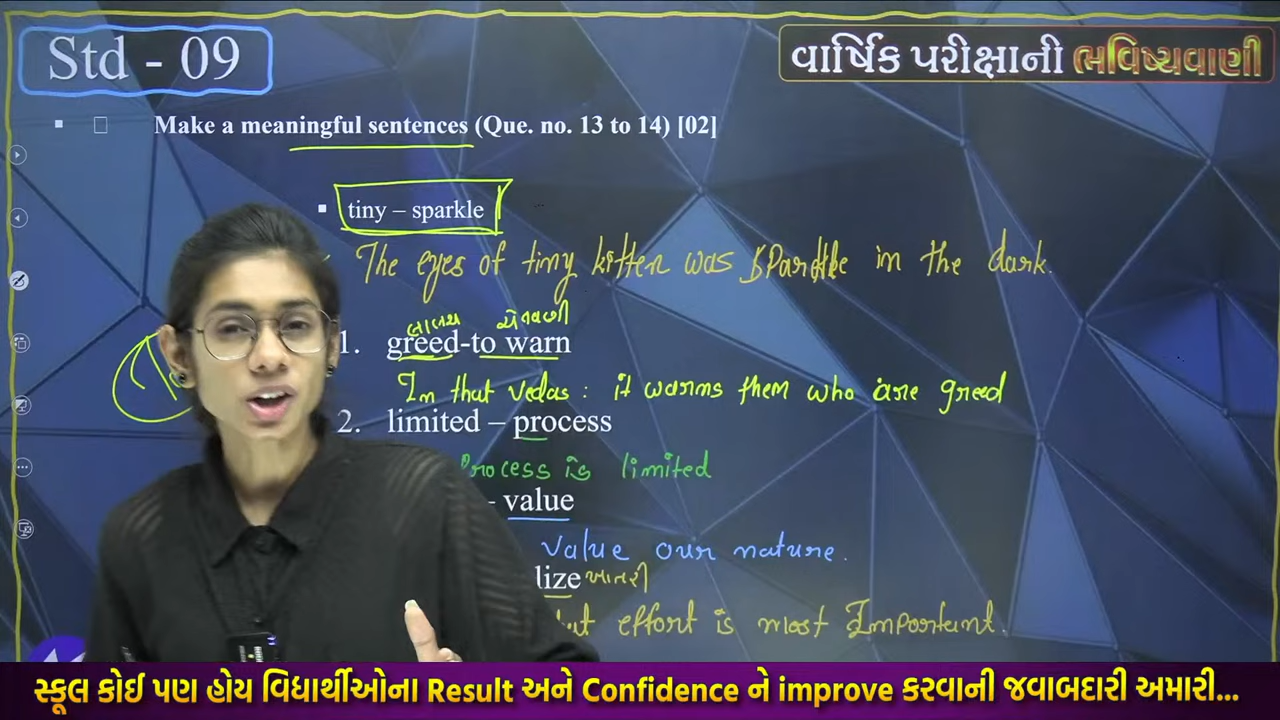 Std - 09
વાર્ષિક પરીક્ષાની ભવિષ્યવાણી
Make a meaningful sentences (Que. no. 13 to 14) [02]
tiny – sparkle
The eyes of tiny kitten was sparkle in the dark.
લાલચ ચેતવણી
1. greed-to warn
In that vedas : it warms them who are greed
2. limited – process
process is limited
- value
value our nature.
lize ખાતરી
effort is most Important.
સ્કૂલ કોઈ પણ હોય વિદ્યાર્થીઓના Result અને Confidence ને improve કરવાની જવાબદારી અમારી...